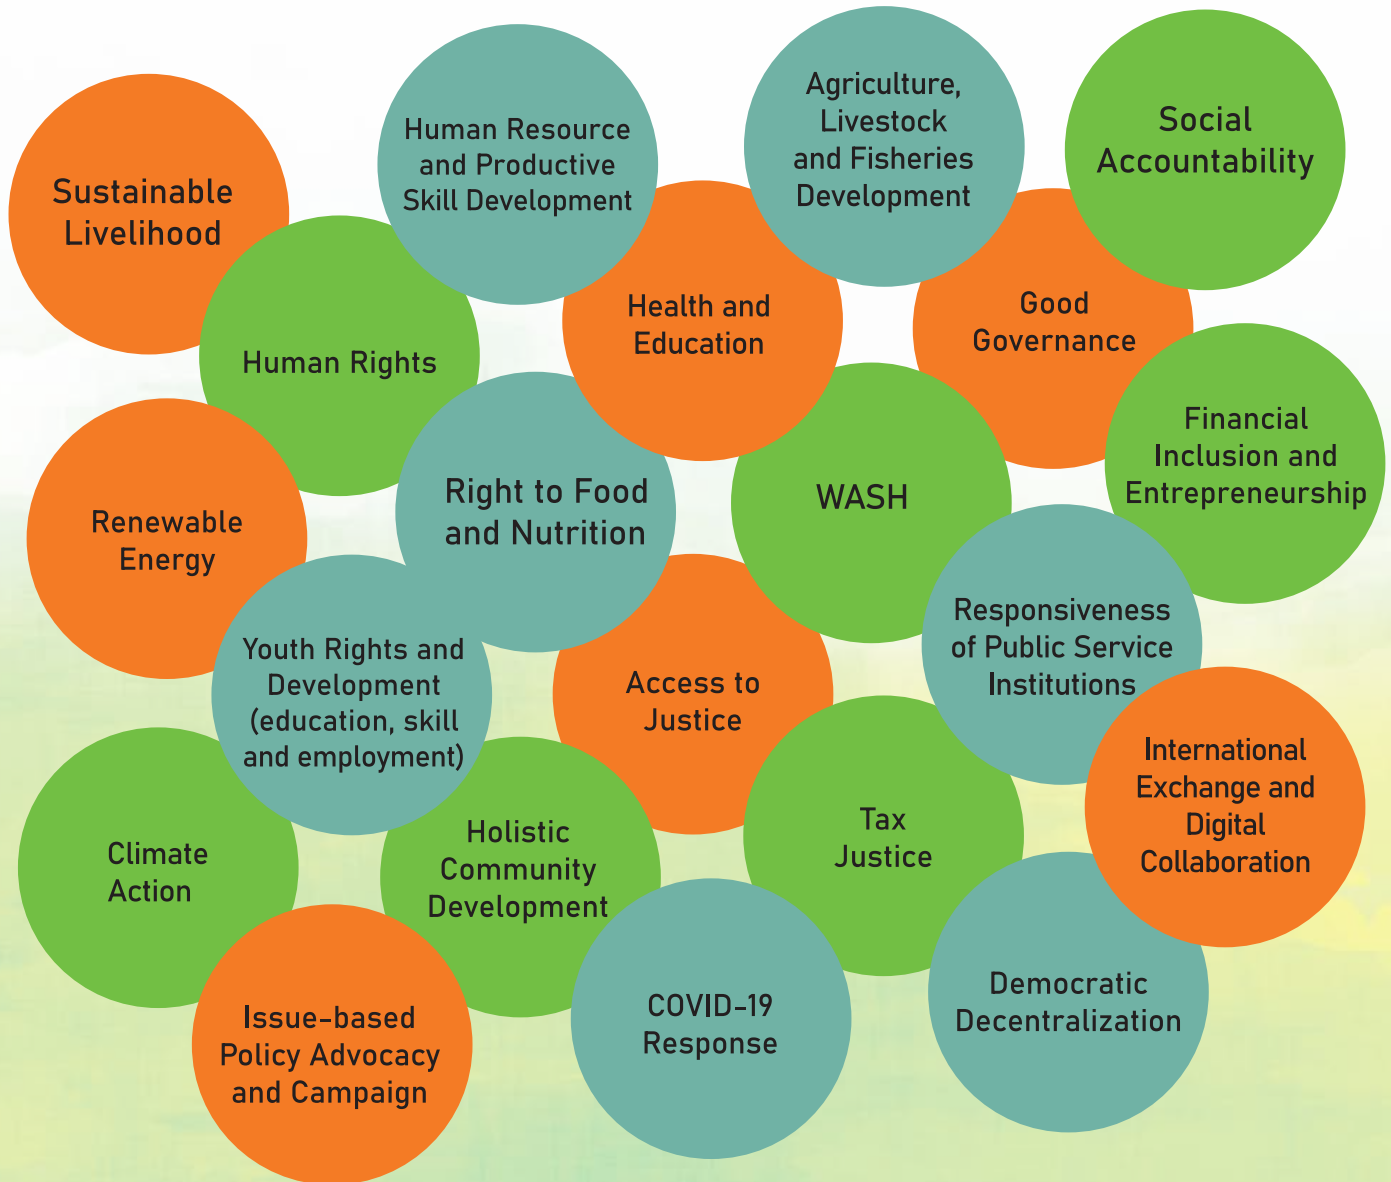 Sustainable
Livelihood
Human Resource
and Productive
Skill Development
Agriculture,
Livestock
and Fisheries
Development
Social
Accountability
Human Rights
Health and
Education
Good
Governance
Renewable
Energy
Right to Food
and Nutrition
WASH
Financial
Inclusion and
Entrepreneurship
Youth Rights and
Development
(education, skill
and employment)
Access to
Justice
Responsiveness
of Public Service
Institutions
Climate
Action
Holistic
Community
Development
Tax
Justice
International
Exchange and
Digital
Collaboration
Issue-based
Policy Advocacy
and Campaign
COVID-19
Response
Democratic
Decentralization